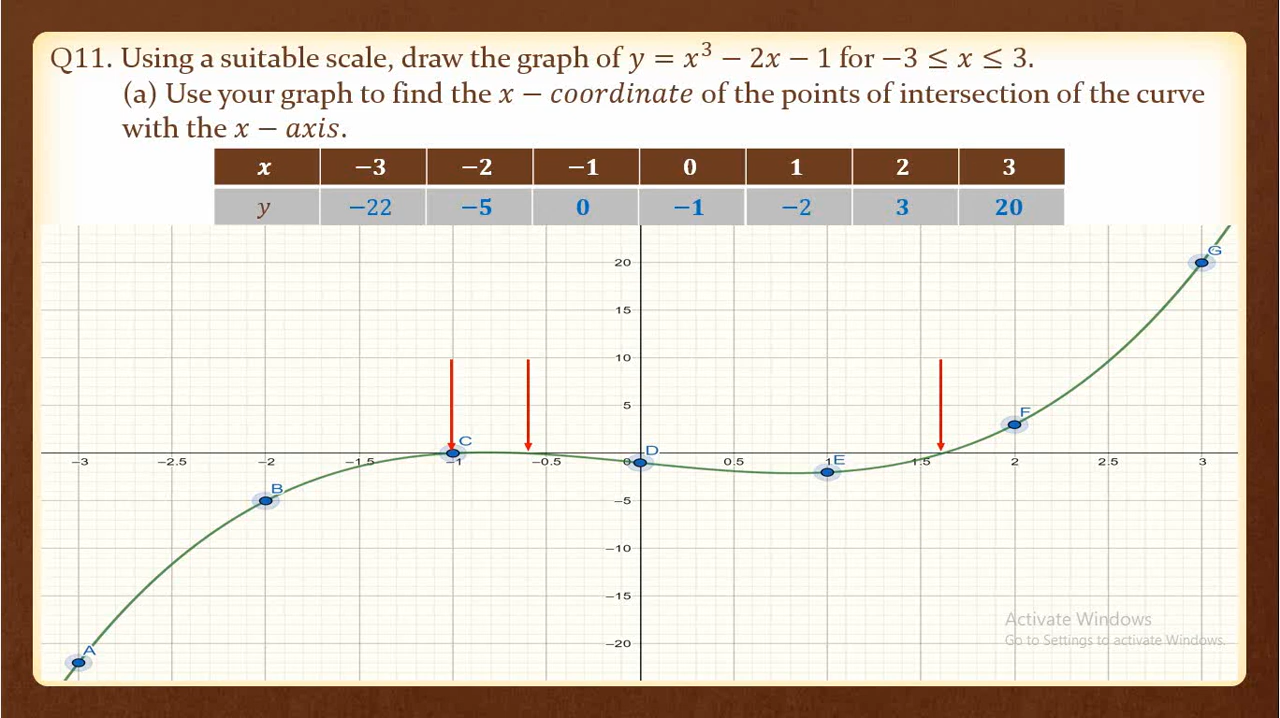 Q11. Using a suitable scale, draw the graph of y = x³ − 2x − 1 for −3 ≤ x ≤ 3.
(a) Use your graph to find the x − coordinate of the points of intersection of the curve
with the x − axis.
x −3 −2 −1 0 1 2 3
y −22 −5 0 −1 −2 3 20
G
20
15
10
F
5
C
D
E
−3 −2.5 −2 −1.5 −1 −0.5 0 0.5 1 1.5 2 2.5 3
B
−5
−10
−15
Activate Windows
−20 Go to Settings to activate Windows.
A